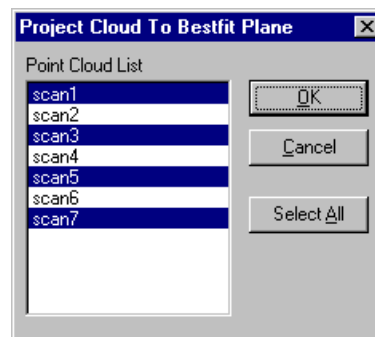 Project Cloud To Bestfit Plane
Point Cloud List
scan1
scan2
scan3
scan4
scan5
scan6
scan7
OK
Cancel
Select All